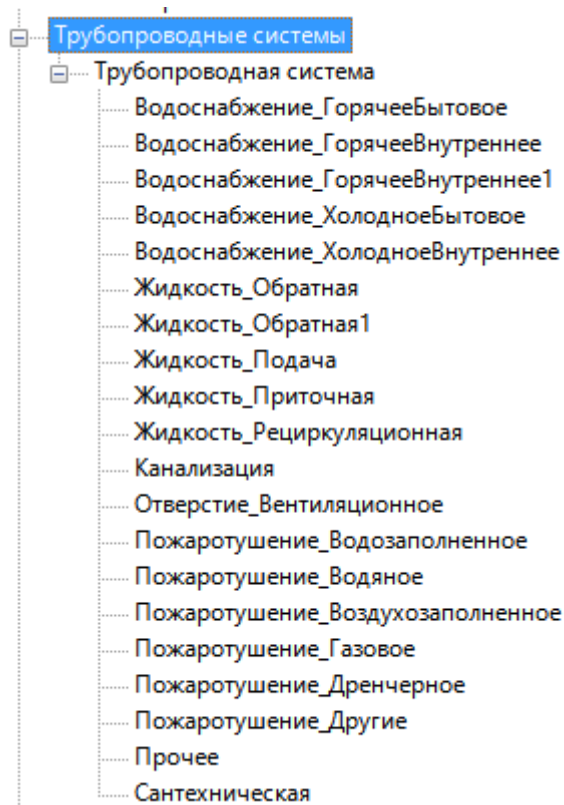 Трубопроводные системы
Трубопроводная система
Водоснабжение_ГорячееБытовое
Водоснабжение_ГорячееВнутреннее
Водоснабжение_ГорячееВнутреннее1
Водоснабжение_ХолодноеБытовое
Водоснабжение_ХолодноеВнутреннее
Жидкость_Обратная
Жидкость_Обратная1
Жидкость_Подача
Жидкость_Приточная
Жидкость_Рециркуляционная
Канализация
Отверстие_Вентиляционное
Пожаротушение_Водозаполненное
Пожаротушение_Водяное
Пожаротушение_Воздухозаполненное
Пожаротушение_Газовое
Пожаротушение_Дренчерное
Пожаротушение_Другие
Прочее
Сантехническая